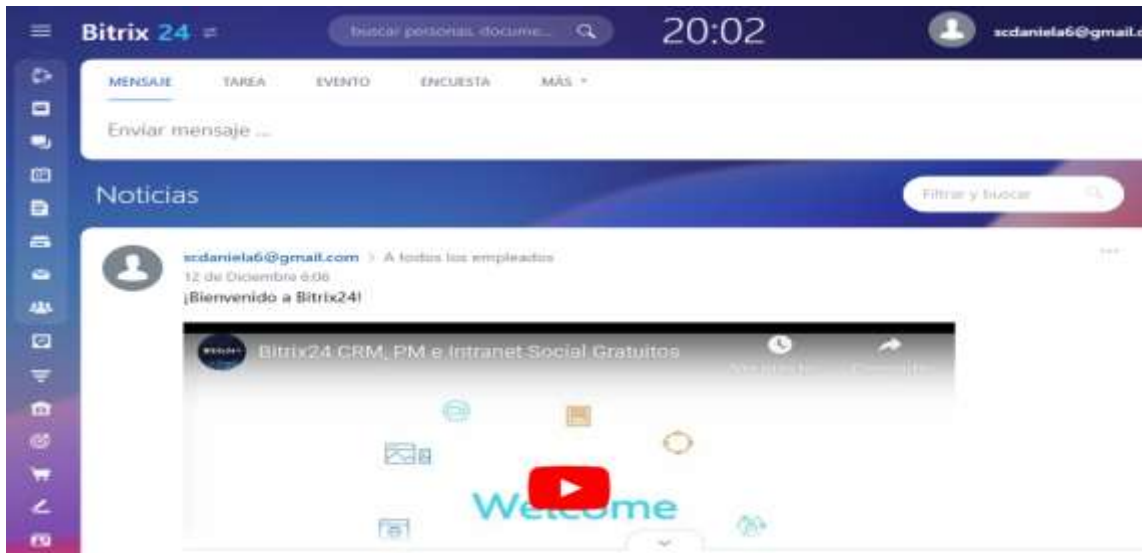 Bitrix 24
buscar personas, docume...
20:02
scdaniela6@gmail.c
MENSAJE TAREA EVENTO ENCUESTA MÁS
Enviar mensaje ...
Noticias
Filtrar y buscar
scdaniela6@gmail.com > A todos los empleados
12 de Diciembre 6:06
¡Bienvenido a Bitrix24!
Bitrix24 CRM, PM e Intranet Social Gratuitos
Welcome